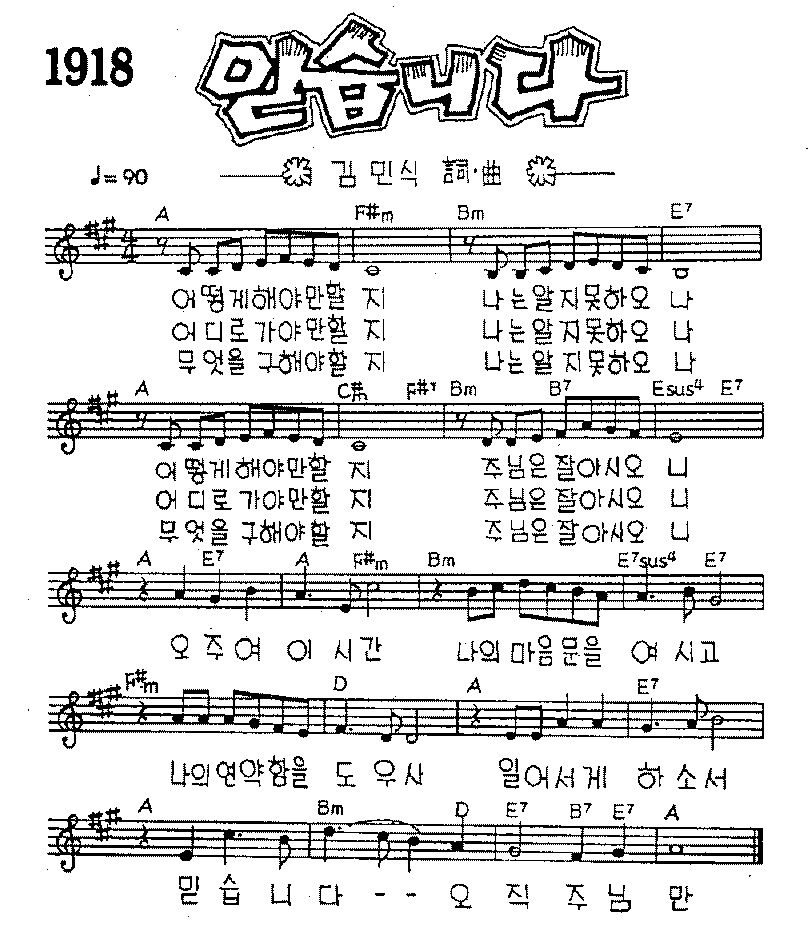 1918
믿습니다
♩= 90
김민식 詞·曲
A F#m Bm E7
어떻게해야만할 지 나는알지못하오 나
어디로가야만할 지 나는알지못하오 나
무엇을구해야할 지 나는알지못하오 나
A C#m F#7 Bm B7 Esus4 E7
어떻게해야만할 지 주님은잘아시오 니
어디로가야만할 지 주님은잘아시오 니
무엇을구해야할 지 주님은잘아시오 니
A E7 A F#m Bm E7sus4 E7
오 주여 이 시간 나의마음문을 여 시고
F#m D A E7
나의연약함을 도 우사 일어서게 하소서
A Bm D E7 B7 E7 A
믿 습 니 다 - - 오 직 주 님 만